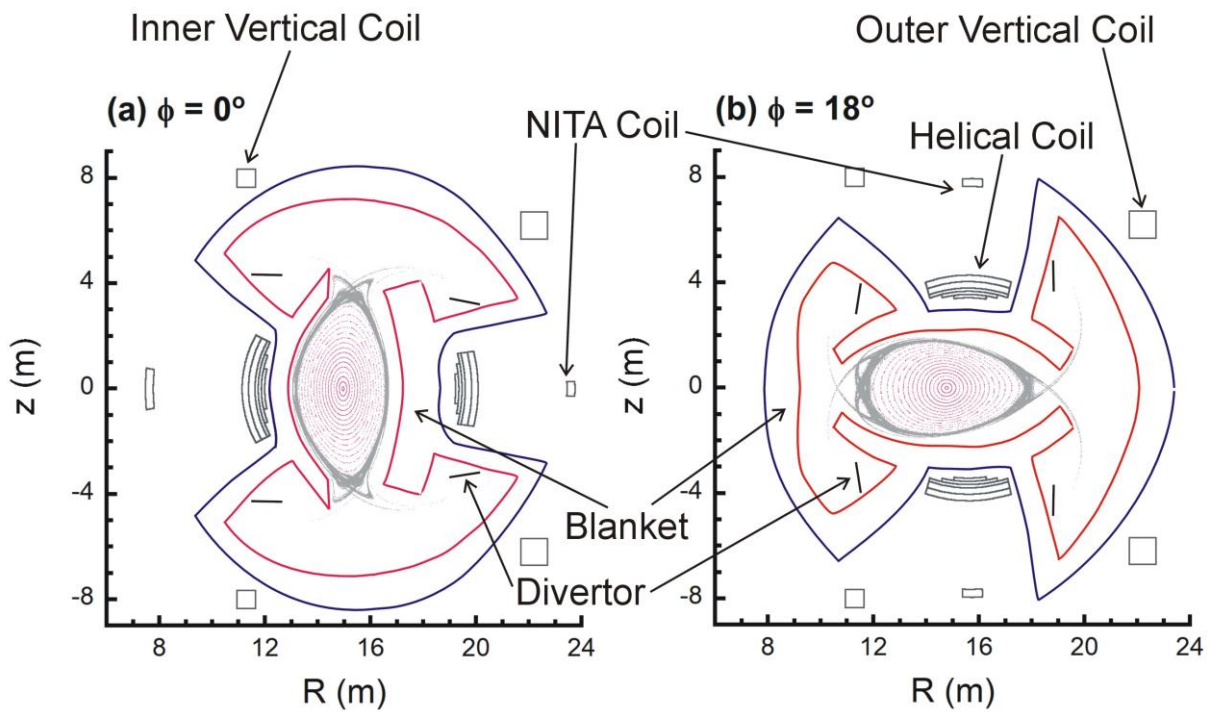 Inner Vertical Coil
Outer Vertical Coil
(a) ϕ = 0º
NITA Coil
(b) ϕ = 18º
Helical Coil
8
4
0
-4
-8
z (m)
8
4
0
-4
-8
z (m)
Blanket
Divertor
8 12 16 20 24
8 12 16 20 24
R (m)
R (m)